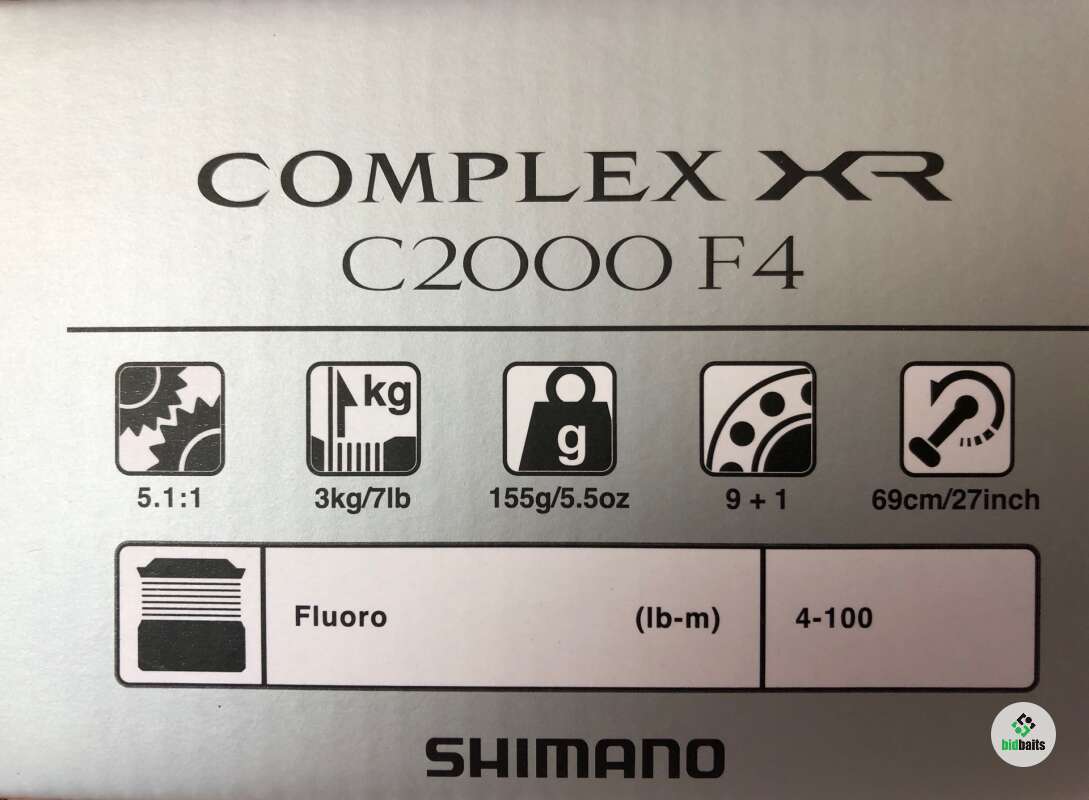 COMPLEX XR
C2000 F4
kg
g
5.1:1 3kg/7lb 155g/5.5oz 9 + 1 69cm/27inch
Fluoro (lb-m) 4-100
SHIMANO
bidbaits